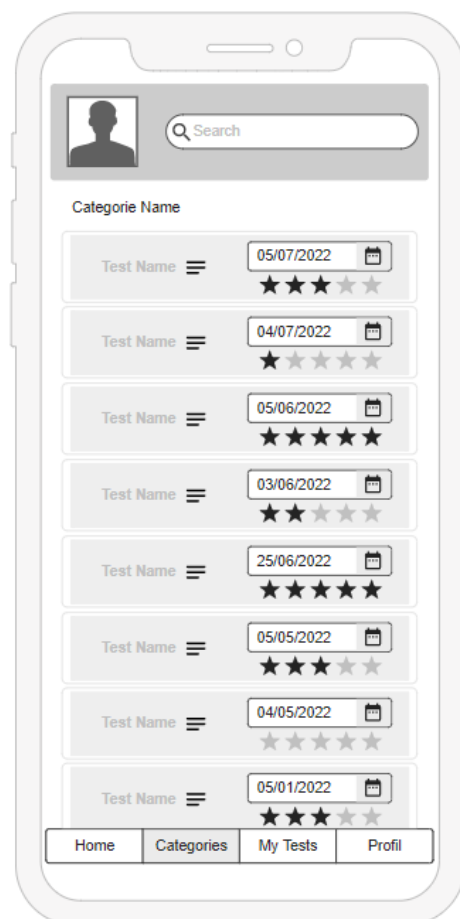 Search
Categorie Name
Test Name 05/07/2022
Test Name 04/07/2022
Test Name 05/06/2022
Test Name 03/06/2022
Test Name 25/06/2022
Test Name 05/05/2022
Test Name 04/05/2022
Test Name 05/01/2022
Home Categories My Tests Profil